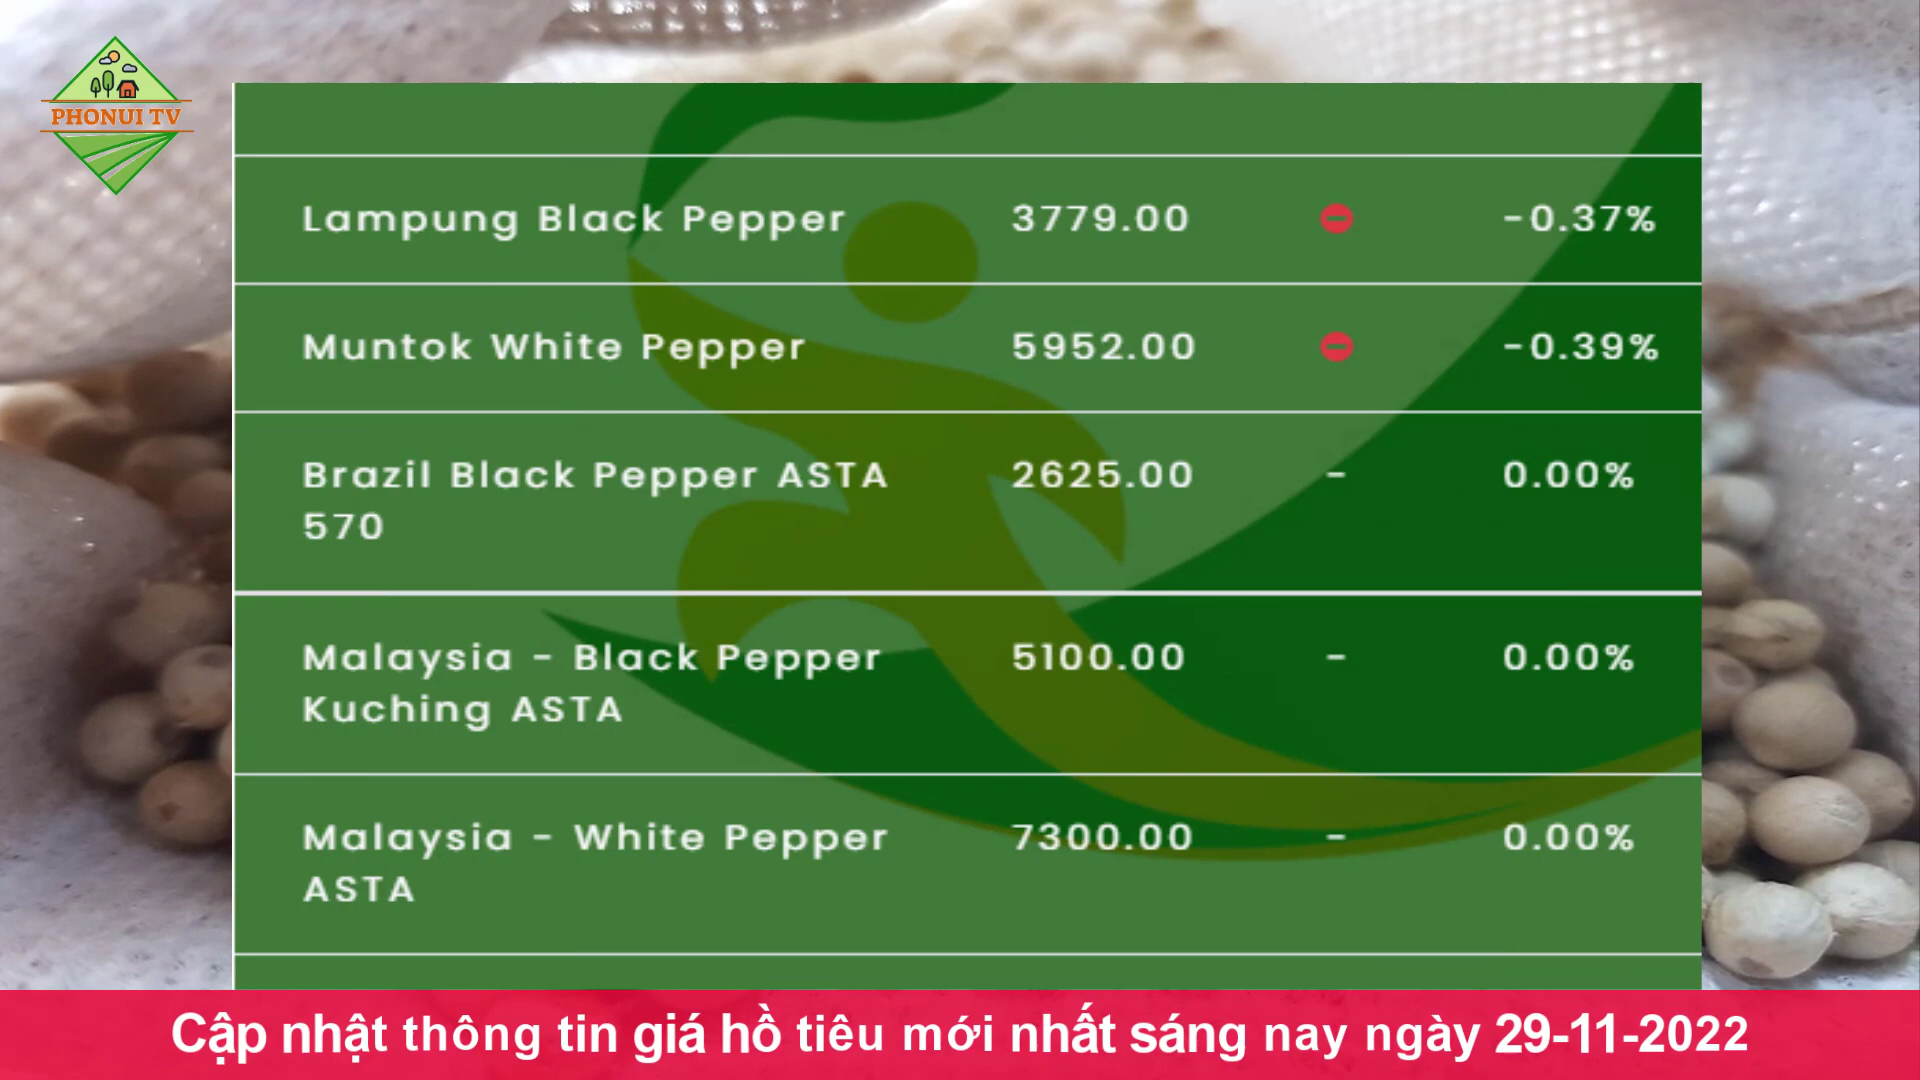 PHONUI TV
Lampung Black Pepper 3779.00 -0.37%
Muntok White Pepper 5952.00 -0.39%
Brazil Black Pepper ASTA 2625.00 - 0.00%
570
Malaysia - Black Pepper 5100.00 - 0.00%
Kuching ASTA
Malaysia - White Pepper 7300.00 - 0.00%
ASTA
Cập nhật thông tin giá hồ tiêu mới nhất sáng nay ngày 29-11-2022